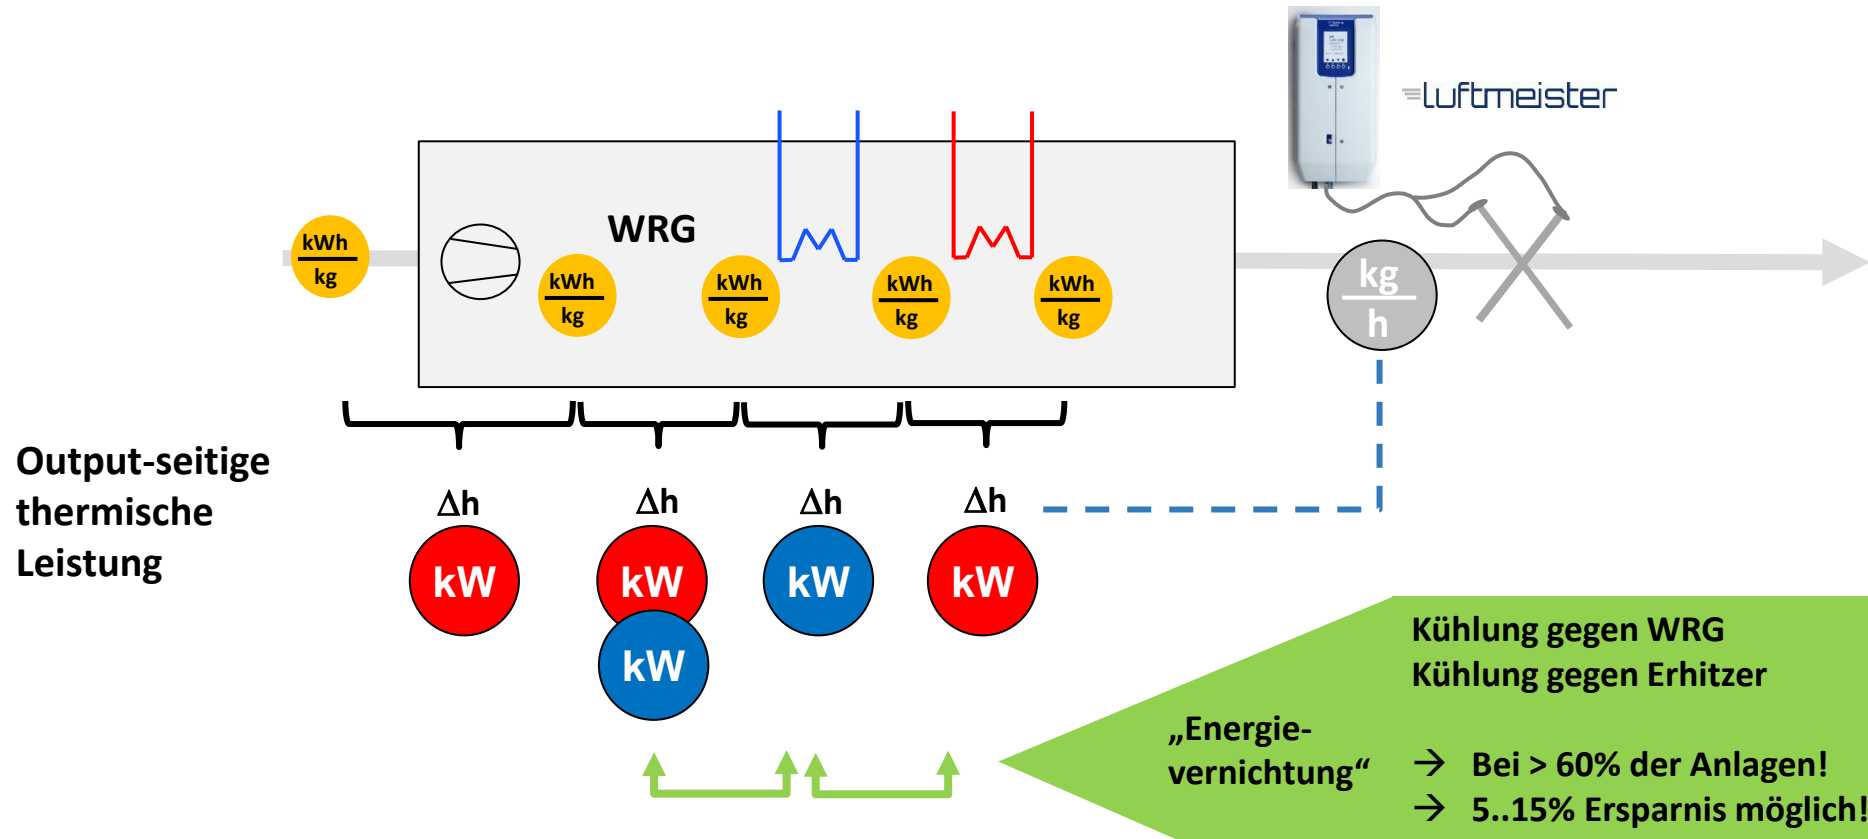 luftmeister
WRG
kWh
kg
kWh
kg
kWh
kg
kWh
kg
kWh
kg
kg
h
Output-seitige
thermische
Leistung
Δh
Δh
Δh
Δh
kW
kW
kW
kW
kW
Kühlung gegen WRG
Kühlung gegen Erhitzer
„Energie-
vernichtung“
→ Bei > 60% der Anlagen!
→ 5..15% Ersparnis möglich!